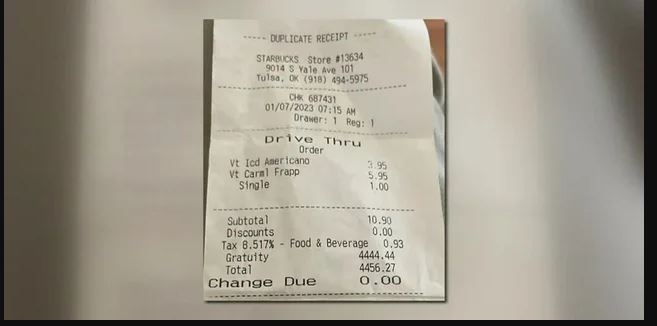 ----- DUPLICATE RECEIPT -----
STARBUCKS Store #13634
9014 S Yale Ave 101
Tulsa, OK (918) 494-5975
CHK 687431
01/07/2023 07:15 AM
Drawer: 1 Reg: 1
Drive Thru
Order
Vt Icd Americano 3.95
Vt Carml Frapp 5.95
Single 1.00
Subtotal 10.90
Discounts 0.00
Tax 8.517% - Food & Beverage 0.93
Gratuity 4444.44
Total 4456.27
Change Due 0.00